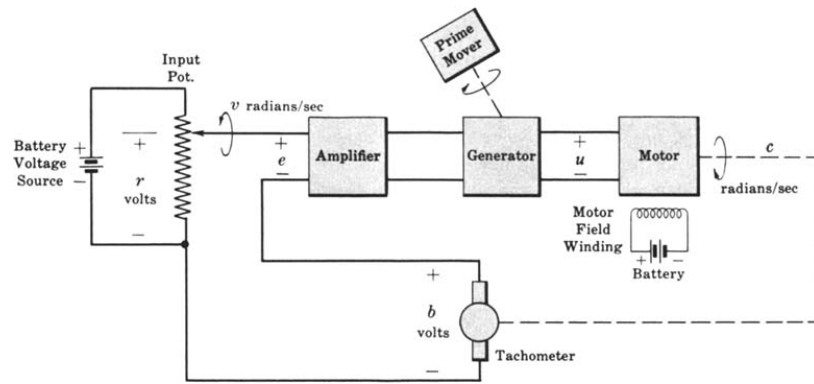 Prime
Mover
Input
Pot.
v radians/sec
Battery
Voltage
Source
+
−
+
r
volts
−
+
e
−
Amplifier
Generator
+
u
−
Motor
c
radians/sec
Motor
Field
Winding
+ −
Battery
+
b
volts
−
Tachometer